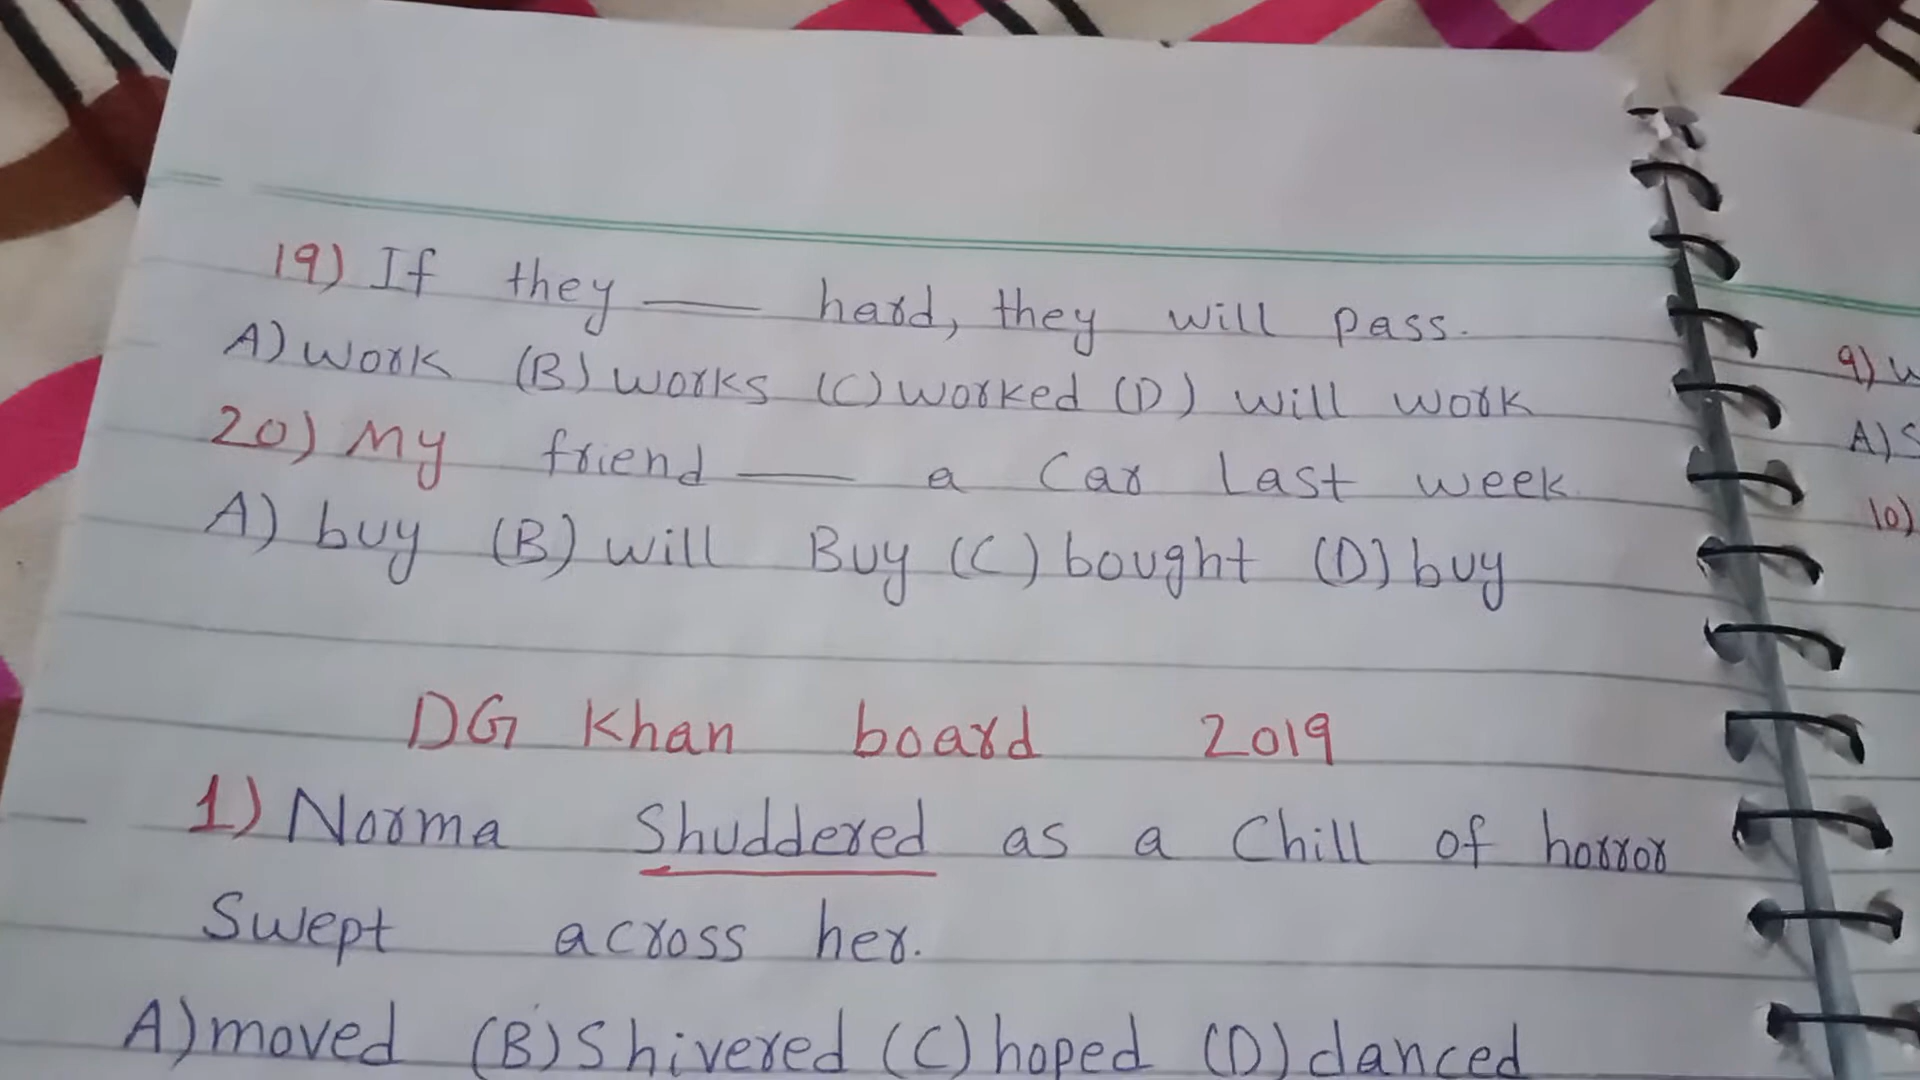 19) If they ___ hard, they will pass.
A) work (B) works (C) worked (D) will work
20) My friend ___ a Car Last week
A) buy (B) will Buy (C) bought (D) buy
DG Khan board 2019
1) Norma Shuddered as a Chill of horror
Swept across her.
A) moved (B) Shivered (C) hoped (D) danced
9)
A)
10)